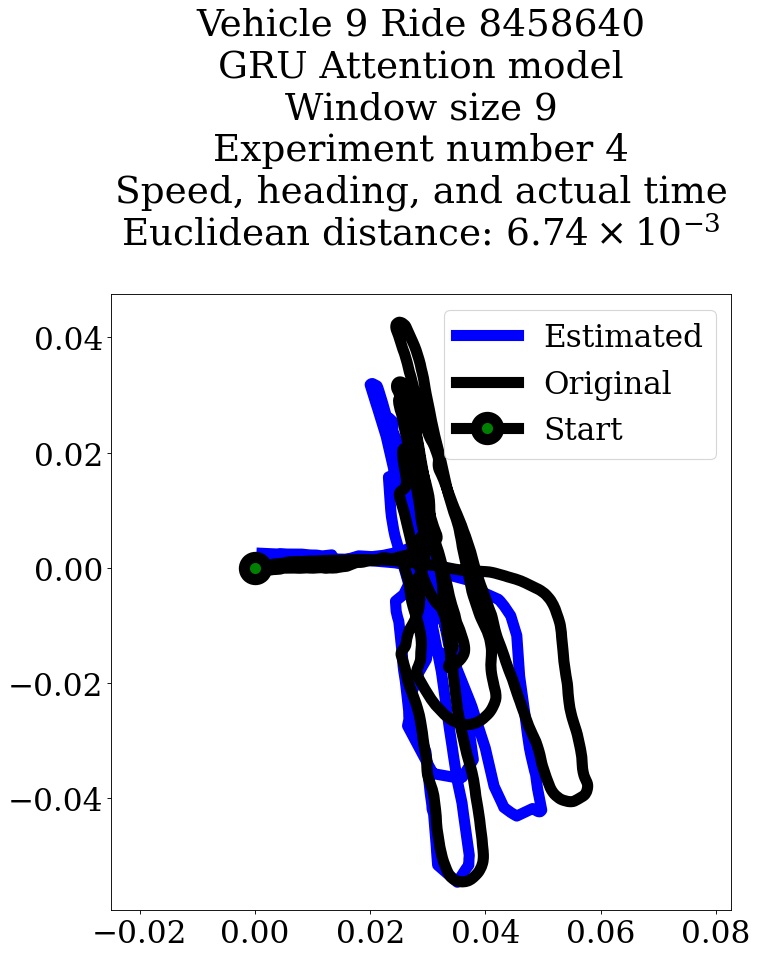 Vehicle 9 Ride 8458640
GRU Attention model
Window size 9
Experiment number 4
Speed, heading, and actual time
Euclidean distance: 6.74 × 10⁻³
Estimated
Original
Start
0.04
0.02
0.00
−0.02
−0.04
−0.02 0.00 0.02 0.04 0.06 0.08